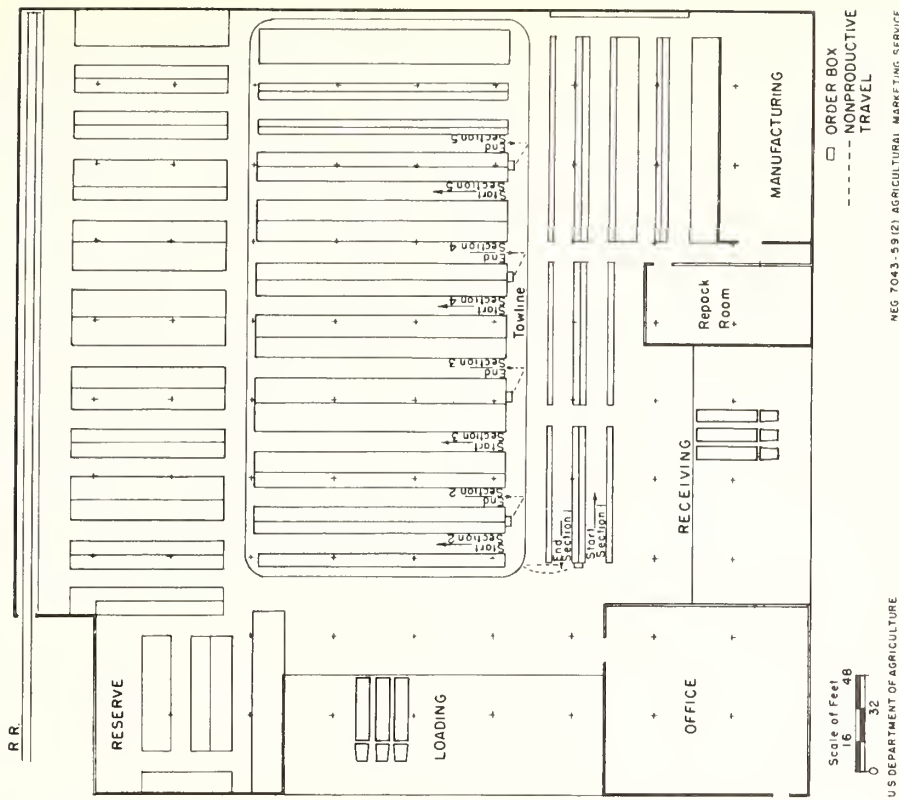 R R.
RESERVE
LOADING
OFFICE
RECEIVING
Repack
Room
MANUFACTURING
Towline
Start
Section 1
End
Section 1
Start
Section 2
End
Section 2
Start
Section 3
End
Section 3
Start
Section 4
End
Section 4
Start
Section 5
End
Section 5
ORDER BOX
NONPRODUCTIVE
TRAVEL
Scale of Feet
16 48
0 32
U S DEPARTMENT OF AGRICULTURE
NEG 7043-59(2) AGRICULTURAL MARKETING SERVICE